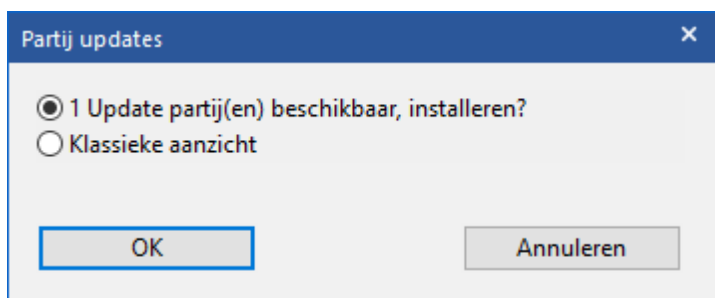 Partij updates
1 Update partij(en) beschikbaar, installeren?
Klassieke aanzicht
OK Annuleren